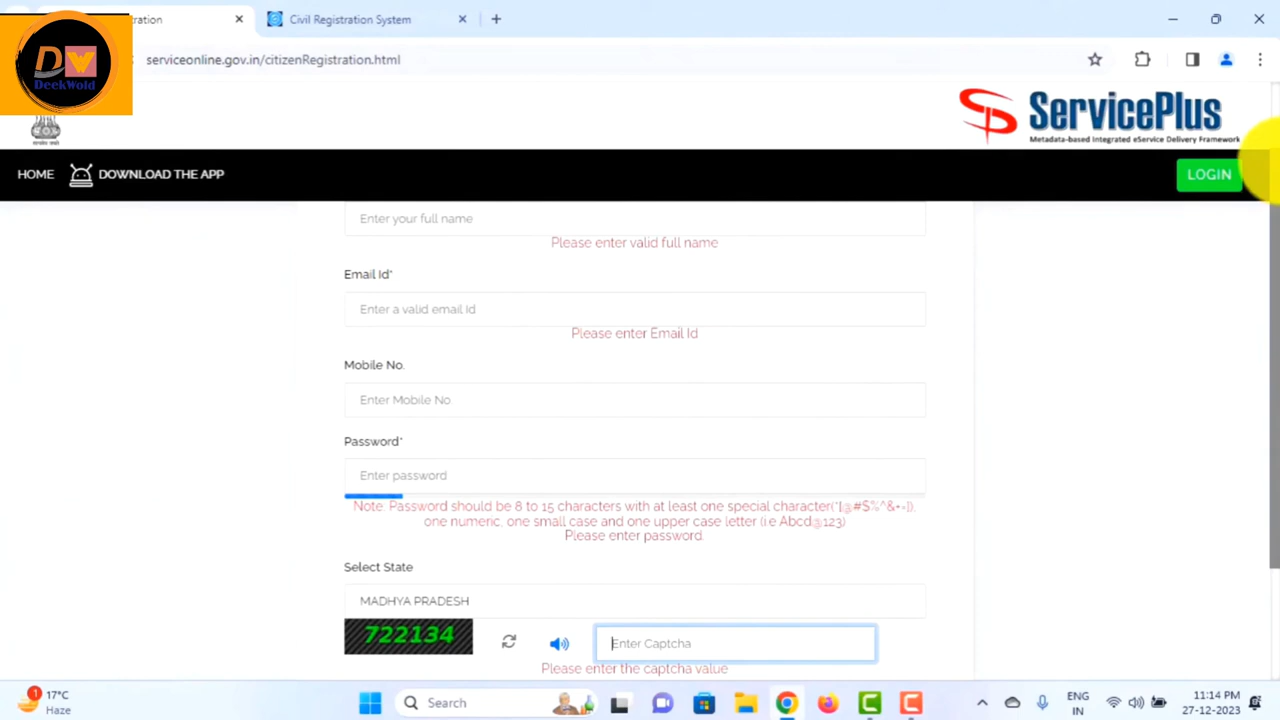 ration
Civil Registration System
serviceonline.gov.in/citizenRegistration.html
DW
DeekWold
ServicePlus
Metadata-based Integrated eService Delivery Framework
HOME
DOWNLOAD THE APP
LOGIN
Enter your full name
Please enter valid full name
Email Id*
Enter a valid email id
Please enter Email Id
Mobile No.
Enter Mobile No
Password*
Enter password
Note: Password should be 8 to 15 characters with at least one special character(*[@#$%^&+=]),
one numeric, one small case and one upper case letter (i.e Abcd@123)
Please enter password.
Select State
MADHYA PRADESH
722134
Enter Captcha
Please enter the captcha value
1
17°C
Haze
Search
ENG
IN
11:14 PM
27-12-2023